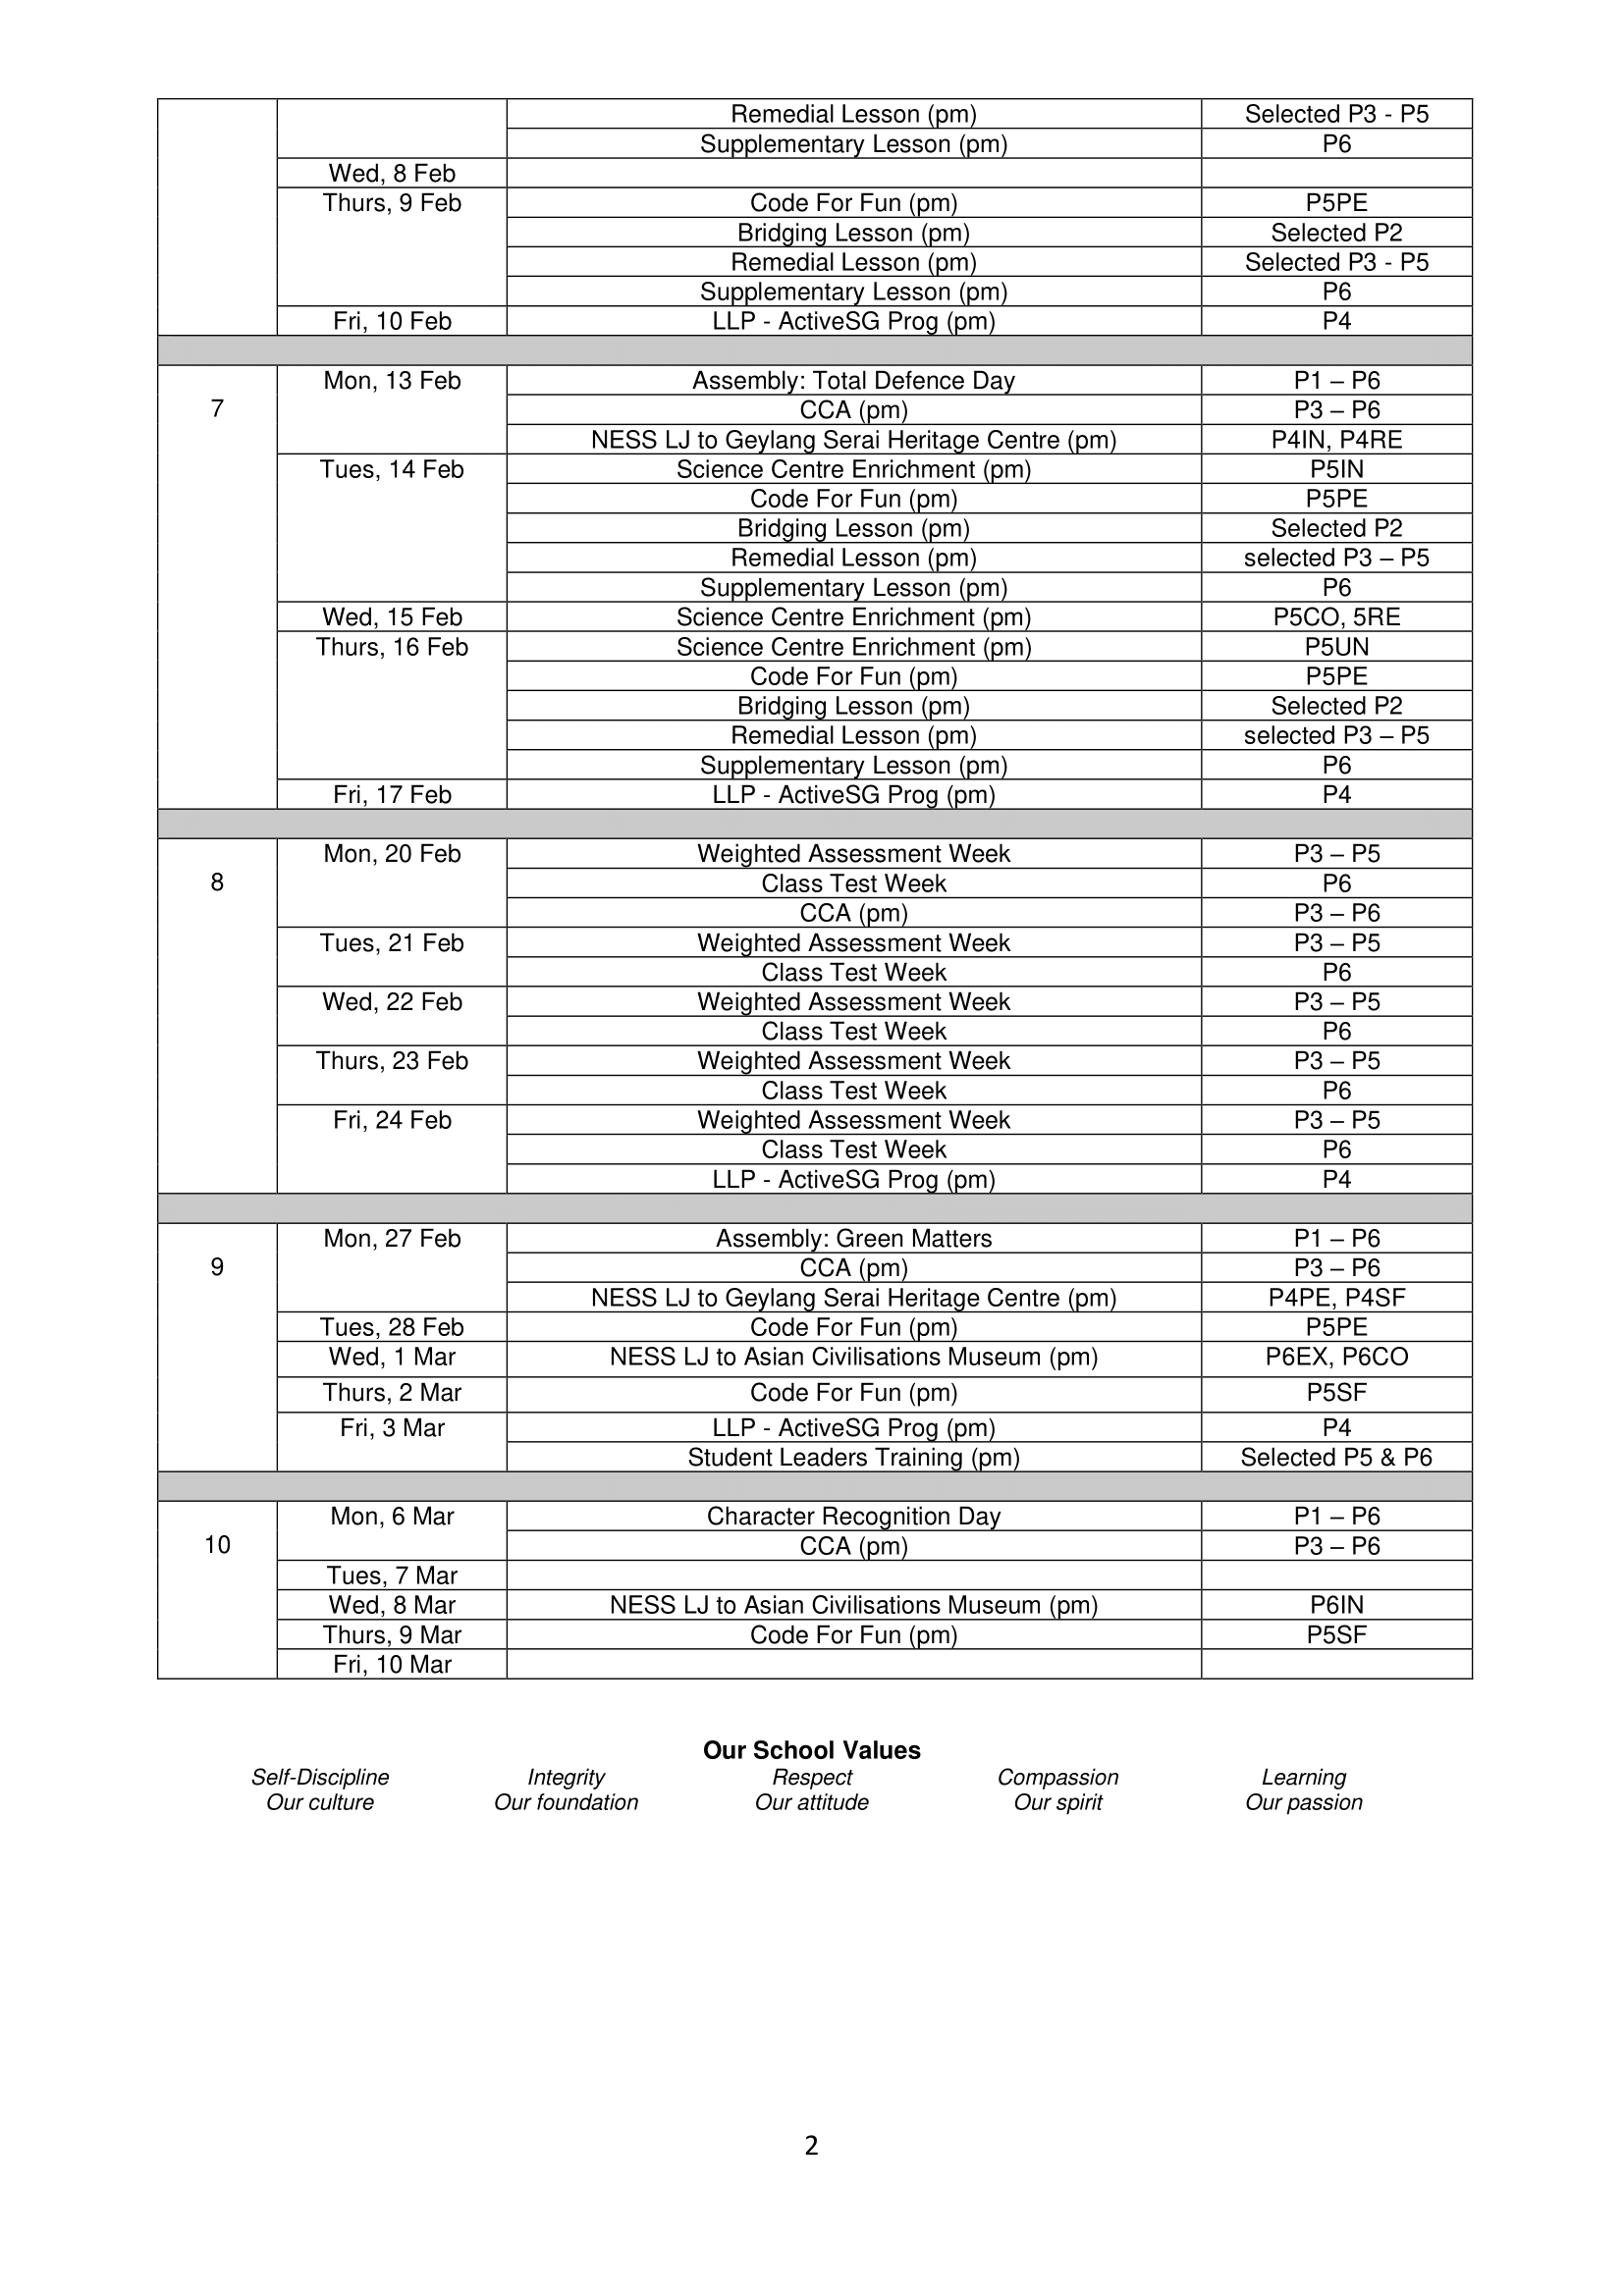 Remedial Lesson (pm) Selected P3 - P5
Supplementary Lesson (pm) P6
Wed, 8 Feb
Thurs, 9 Feb Code For Fun (pm) P5PE
Bridging Lesson (pm) Selected P2
Remedial Lesson (pm) Selected P3 - P5
Supplementary Lesson (pm) P6
Fri, 10 Feb LLP - ActiveSG Prog (pm) P4
Mon, 13 Feb Assembly: Total Defence Day P1 – P6
7 CCA (pm) P3 – P6
NESS LJ to Geylang Serai Heritage Centre (pm) P4IN, P4RE
Tues, 14 Feb Science Centre Enrichment (pm) P5IN
Code For Fun (pm) P5PE
Bridging Lesson (pm) Selected P2
Remedial Lesson (pm) selected P3 – P5
Supplementary Lesson (pm) P6
Wed, 15 Feb Science Centre Enrichment (pm) P5CO, 5RE
Thurs, 16 Feb Science Centre Enrichment (pm) P5UN
Code For Fun (pm) P5PE
Bridging Lesson (pm) Selected P2
Remedial Lesson (pm) selected P3 – P5
Supplementary Lesson (pm) P6
Fri, 17 Feb LLP - ActiveSG Prog (pm) P4
Mon, 20 Feb Weighted Assessment Week P3 – P5
8 Class Test Week P6
CCA (pm) P3 – P6
Tues, 21 Feb Weighted Assessment Week P3 – P5
Class Test Week P6
Wed, 22 Feb Weighted Assessment Week P3 – P5
Class Test Week P6
Thurs, 23 Feb Weighted Assessment Week P3 – P5
Class Test Week P6
Fri, 24 Feb Weighted Assessment Week P3 – P5
Class Test Week P6
LLP - ActiveSG Prog (pm) P4
Mon, 27 Feb Assembly: Green Matters P1 – P6
9 CCA (pm) P3 – P6
NESS LJ to Geylang Serai Heritage Centre (pm) P4PE, P4SF
Tues, 28 Feb Code For Fun (pm) P5PE
Wed, 1 Mar NESS LJ to Asian Civilisations Museum (pm) P6EX, P6CO
Thurs, 2 Mar Code For Fun (pm) P5SF
Fri, 3 Mar LLP - ActiveSG Prog (pm) P4
Student Leaders Training (pm) Selected P5 & P6
Mon, 6 Mar Character Recognition Day P1 – P6
10 CCA (pm) P3 – P6
Tues, 7 Mar
Wed, 8 Mar NESS LJ to Asian Civilisations Museum (pm) P6IN
Thurs, 9 Mar Code For Fun (pm) P5SF
Fri, 10 Mar
Our School Values
Self-Discipline Integrity Respect Compassion Learning
Our culture Our foundation Our attitude Our spirit Our passion
2